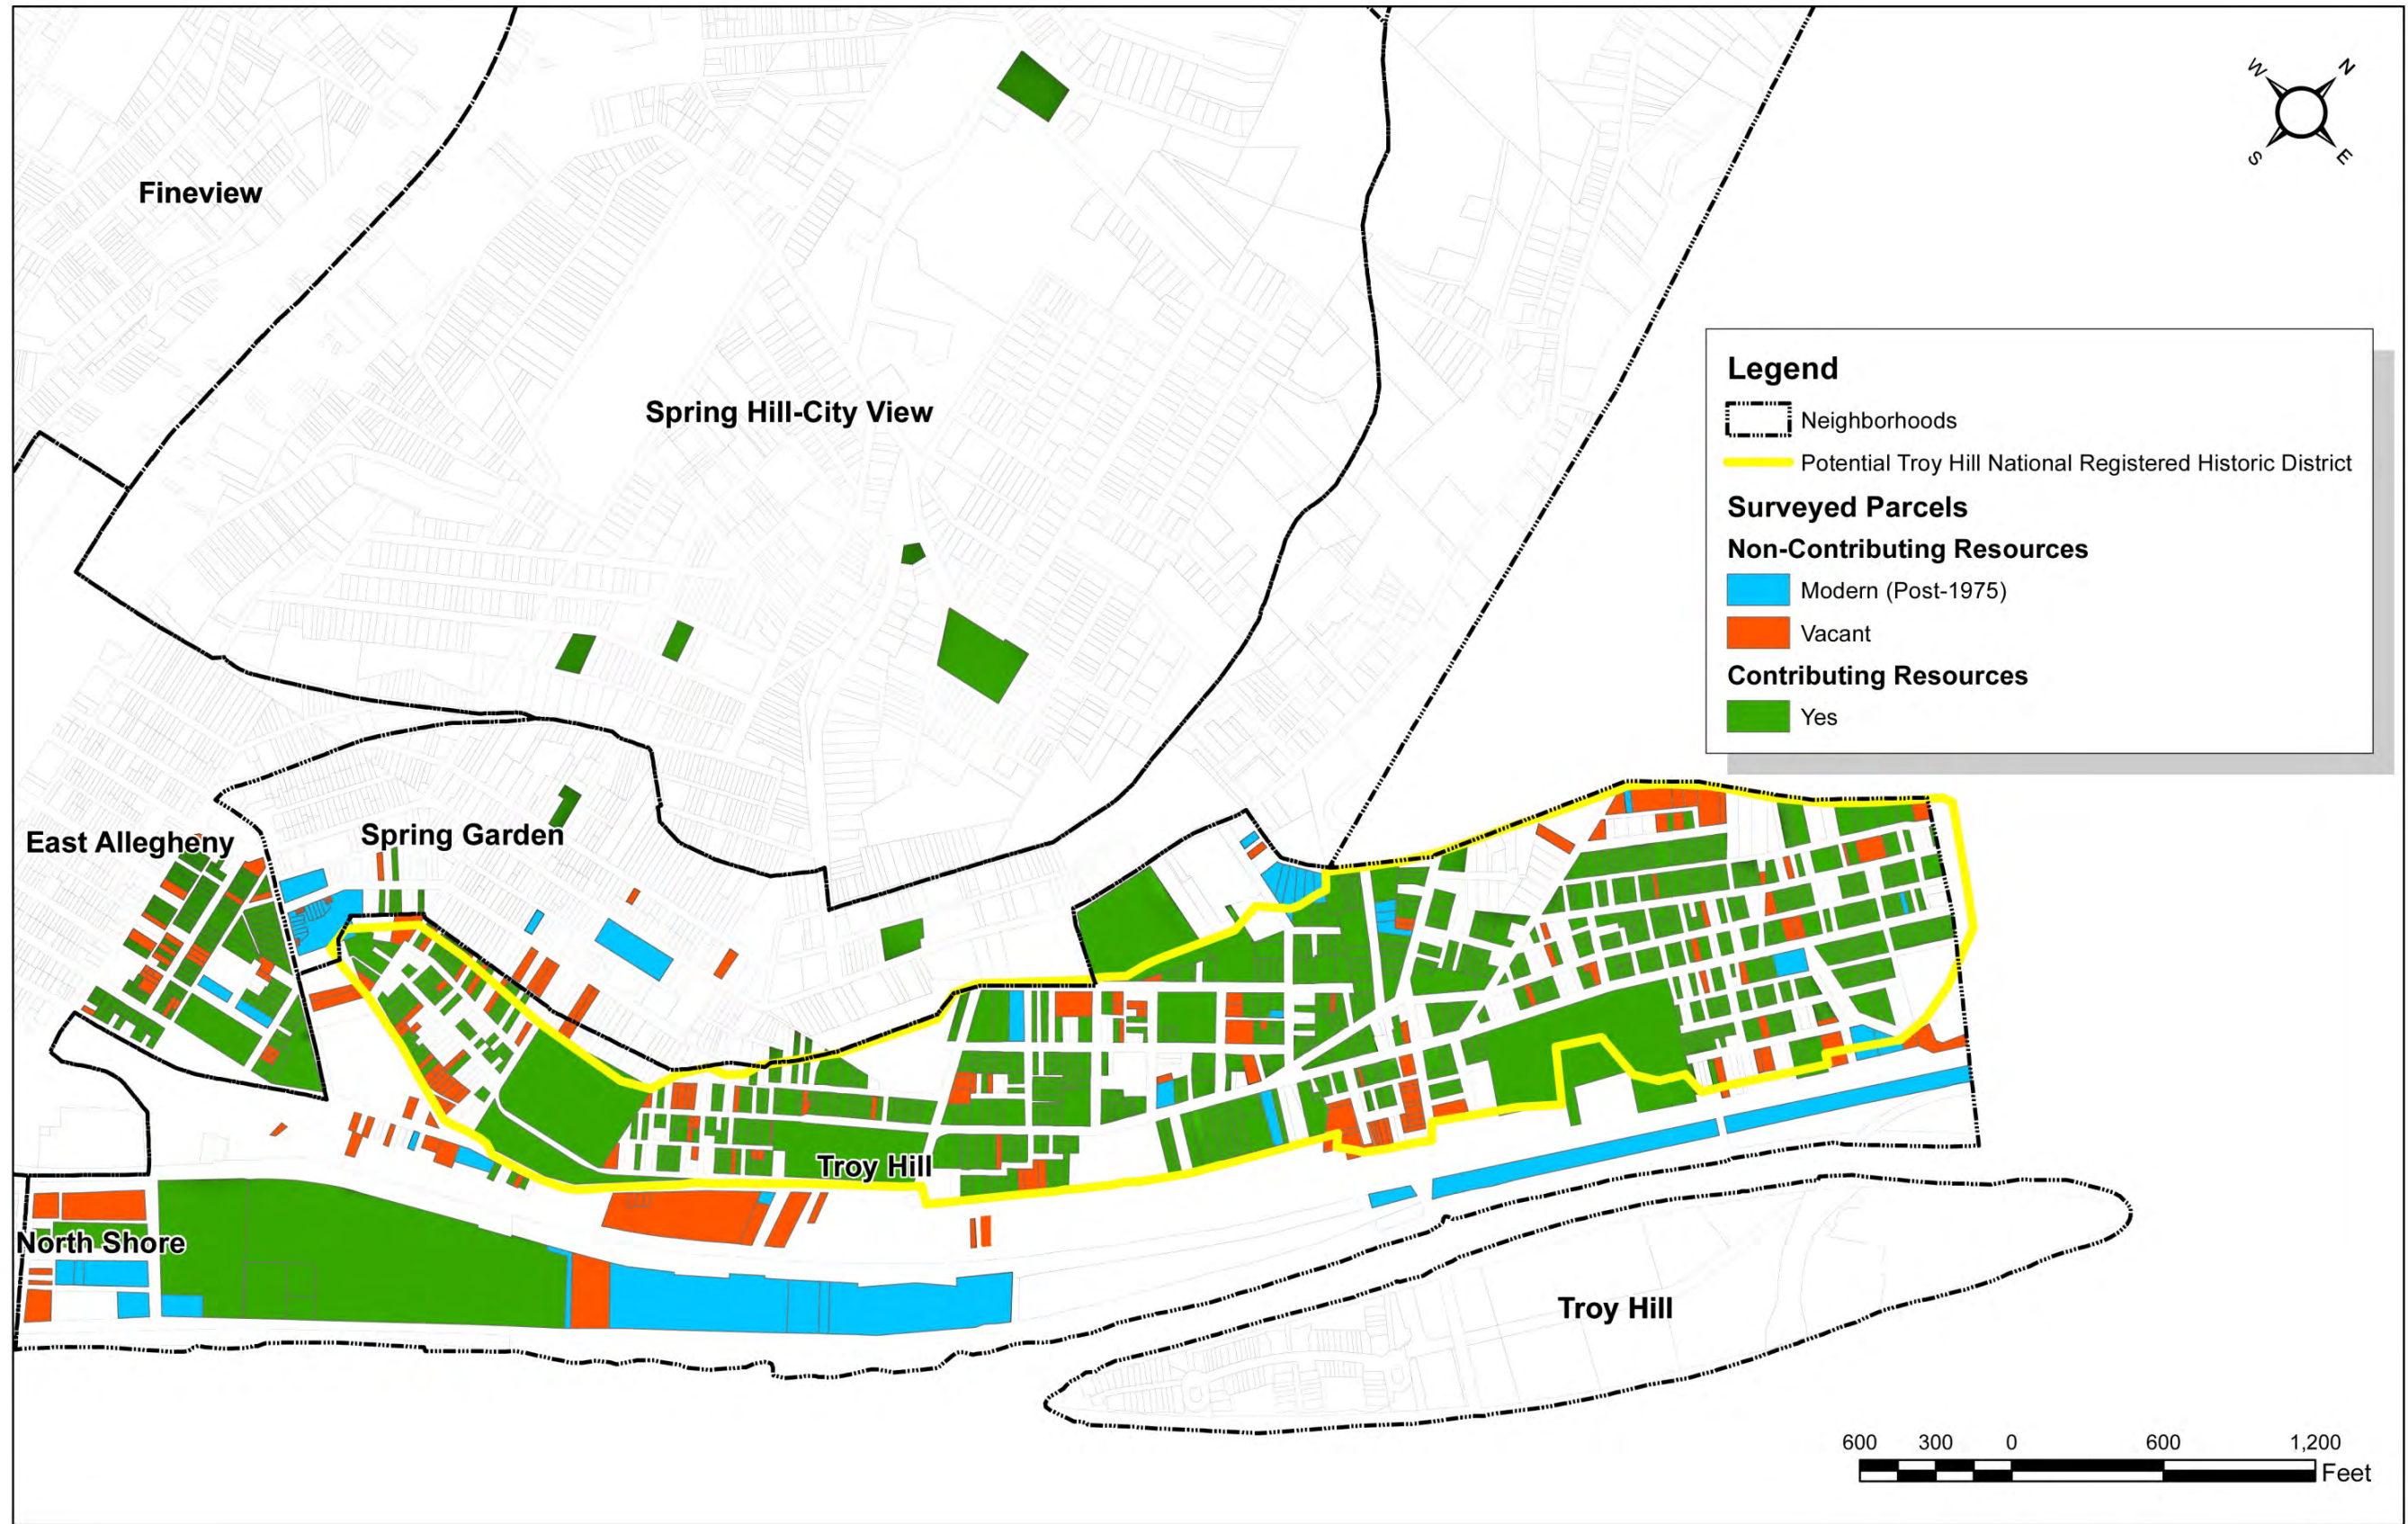 W
N
S
E
Fineview
Spring Hill-City View
Legend
Neighborhoods
Potential Troy Hill National Registered Historic District
Surveyed Parcels
Non-Contributing Resources
Modern (Post-1975)
Vacant
Contributing Resources
Yes
East Allegheny
Spring Garden
Troy Hill
North Shore
Troy Hill
600 300 0 600 1,200
Feet